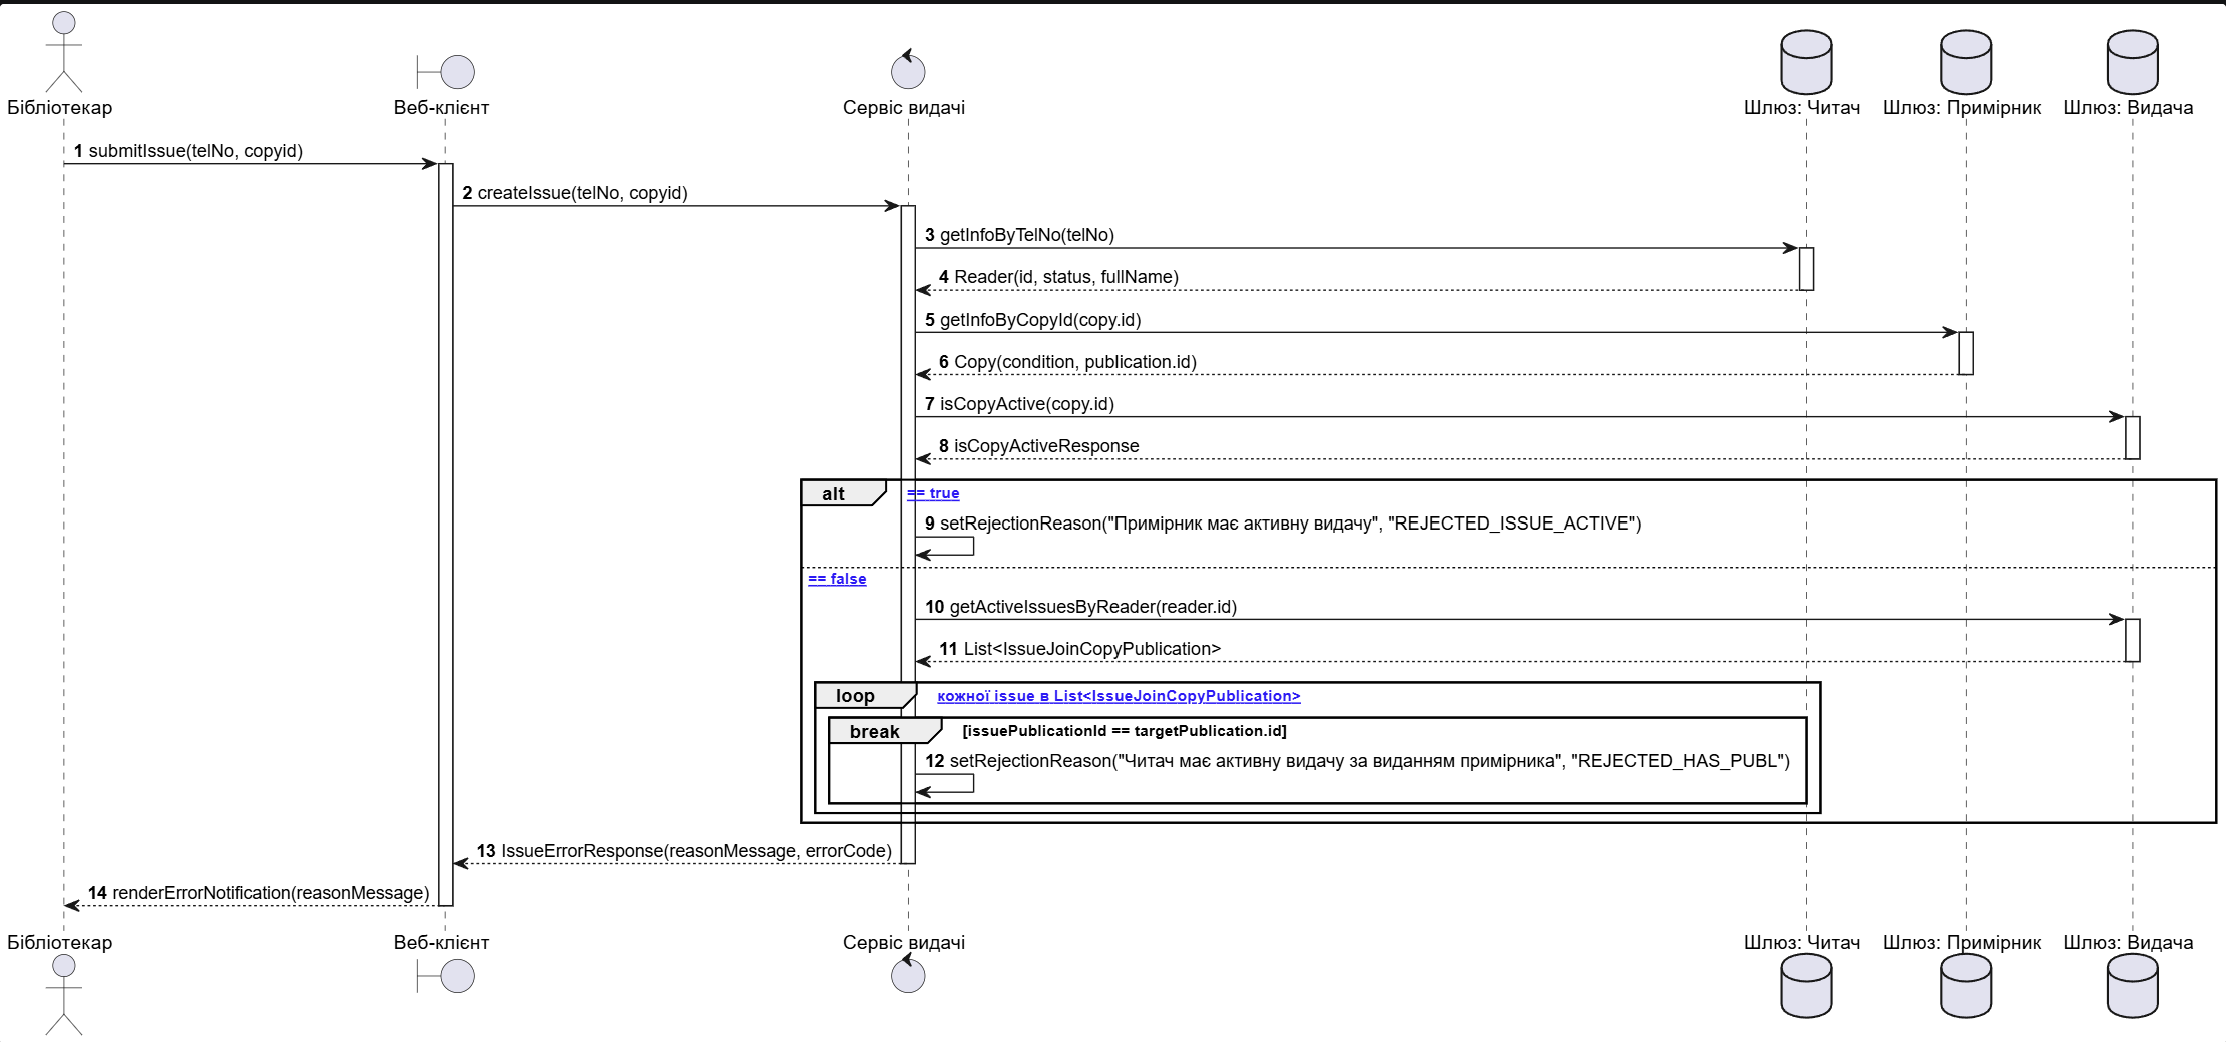 Бібліотекар
Веб-клієнт
Сервіс видачі
Шлюз: Читач
Шлюз: Примірник
Шлюз: Видача
1 submitIssue(telNo, copyid)
2 createIssue(telNo, copyid)
3 getInfoByTelNo(telNo)
4 Reader(id, status, fullName)
5 getInfoByCopyId(copy.id)
6 Copy(condition, publication.id)
7 isCopyActive(copy.id)
8 isCopyActiveResponse
alt
== true
9 setRejectionReason("Примірник має активну видачу", "REJECTED_ISSUE_ACTIVE")
== false
10 getActiveIssuesByReader(reader.id)
11 List<IssueJoinCopyPublication>
loop
кожної issue в List<IssueJoinCopyPublication>
break
[issuePublicationId == targetPublication.id]
12 setRejectionReason("Читач має активну видачу за виданням примірника", "REJECTED_HAS_PUBL")
13 IssueErrorResponse(reasonMessage, errorCode)
14 renderErrorNotification(reasonMessage)
Бібліотекар
Веб-клієнт
Сервіс видачі
Шлюз: Читач
Шлюз: Примірник
Шлюз: Видача